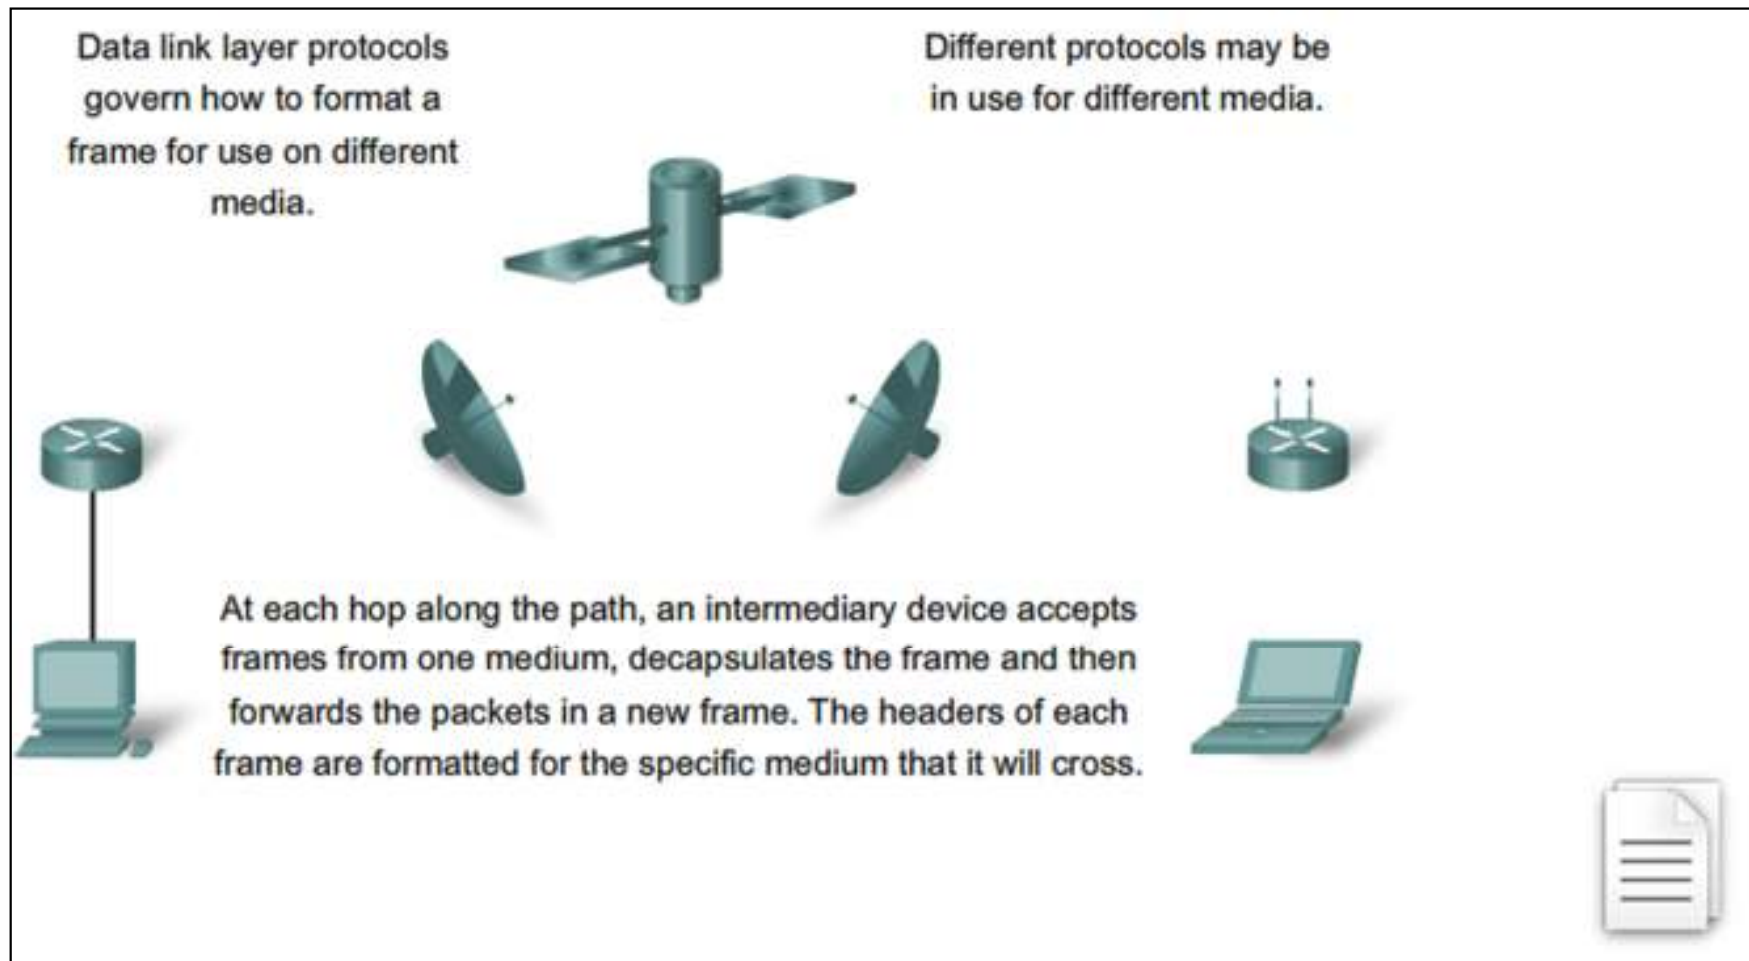 Data link layer protocols
govern how to format a
frame for use on different
media.
Different protocols may be
in use for different media.
At each hop along the path, an intermediary device accepts
frames from one medium, decapsulates the frame and then
forwards the packets in a new frame. The headers of each
frame are formatted for the specific medium that it will cross.